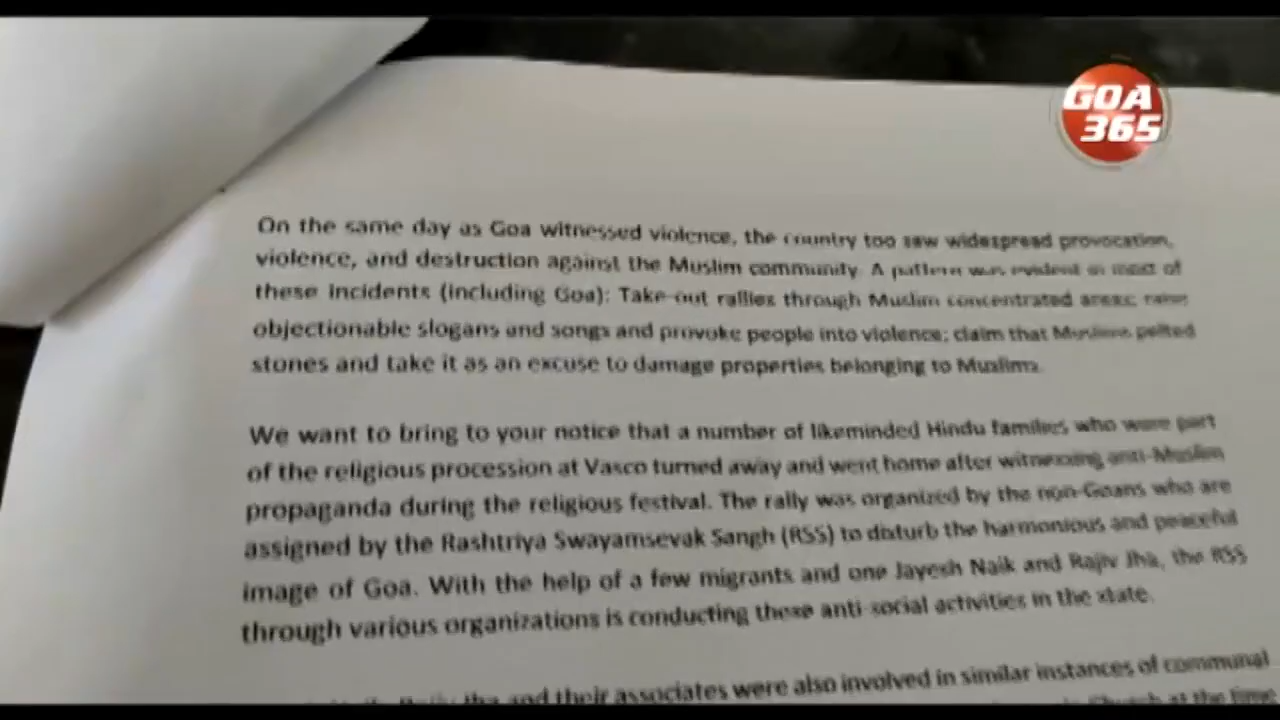 GOA
365
On the same day as Goa witnessed violence, the country too saw widespread provocation,
violence, and destruction against the Muslim community. A pattern was evident in most of
these incidents (including Goa): Take-out rallies through Muslim concentrated areas; raise
objectionable slogans and songs and provoke people into violence; claim that Muslims pelted
stones and take it as an excuse to damage properties belonging to Muslims.
We want to bring to your notice that a number of likeminded Hindu families who were part
of the religious procession at Vasco turned away and went home after witnessing anti-Muslim
propaganda during the religious festival. The rally was organized by the non-Goans who are
assigned by the Rashtriya Swayamsevak Sangh (RSS) to disturb the harmonious and peaceful
image of Goa. With the help of a few migrants and one Jayesh Naik and Rajiv Jha, the RSS
through various organizations is conducting these anti-social activities in the state.
Jha and their associates were also involved in similar instances of communal
Church at the time